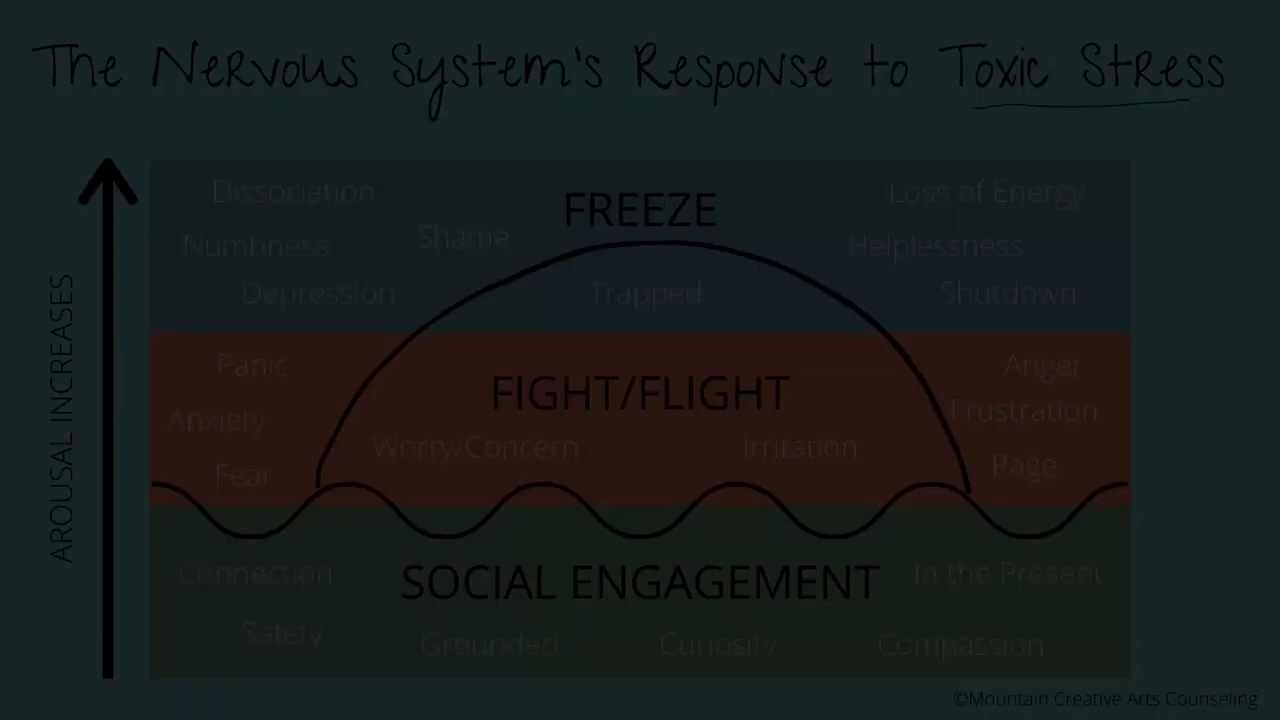 The Nervous System's Response to Toxic Stress
AROUSAL INCREASES
FREEZE
Dissociation
Loss of Energy
Numbness
Shame
Helplessness
Depression
Trapped
Shutdown
FIGHT/FLIGHT
Panic
Anger
Anxiety
Frustration
Worry/Concern
Irritation
Fear
Page
SOCIAL ENGAGEMENT
Connection
In the Present
Safety
Grounded
Curiosity
Compassion
©Mountain Creative Arts Counseling